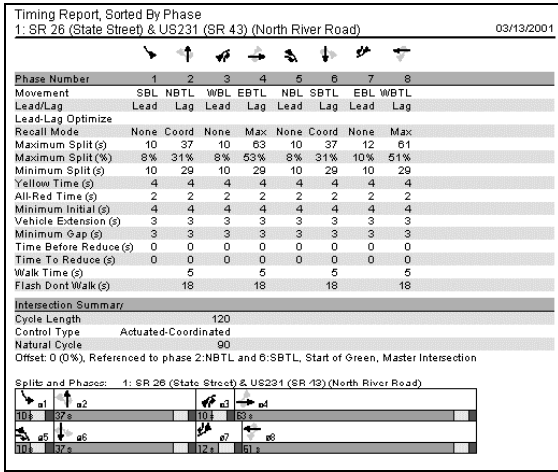 Timing Report, Sorted By Phase
1: SR 26 (State Street) & US231 (SR 43) (North River Road) 03/13/2001
Phase Number 1 2 3 4 5 6 7 8
Movement SBL NBTL WBL EBTL NBL SBTL EBL WBTL
Lead/Lag Lead Lag Lead Lag Lead Lag Lead Lag
Lead-Lag Optimize
Recall Mode None Coord None Max None Coord None Max
Maximum Split (s) 10 37 10 63 10 37 12 61
Maximum Split (%) 8% 31% 8% 53% 8% 31% 10% 51%
Minimum Split (s) 10 29 10 29 10 29 10 29
Yellow Time (s) 4 4 4 4 4 4 4 4
All-Red Time (s) 2 2 2 2 2 2 2 2
Minimum Initial (s) 4 4 4 4 4 4 4 4
Vehicle Extension (s) 3 3 3 3 3 3 3 3
Minimum Gap (s) 3 3 3 3 3 3 3 3
Time Before Reduce (s) 0 0 0 0 0 0 0 0
Time To Reduce (s) 0 0 0 0 0 0 0 0
Walk Time (s) 5 5 5 5
Flash Dont Walk (s) 18 18 18 18
Intersection Summary
Cycle Length 120
Control Type Actuated-Coordinated
Natural Cycle 90
Offset: 0 (0%), Referenced to phase 2:NBTL and 6:SBTL, Start of Green, Master Intersection
Splits and Phases: 1: SR 26 (State Street) & US231 (SR 43) (North River Road)
ø1 ø2 ø3 ø4
10 s 37 s 10 s 63 s
ø5 ø6 ø7 ø8
10 s 37 s 12 s 61 s